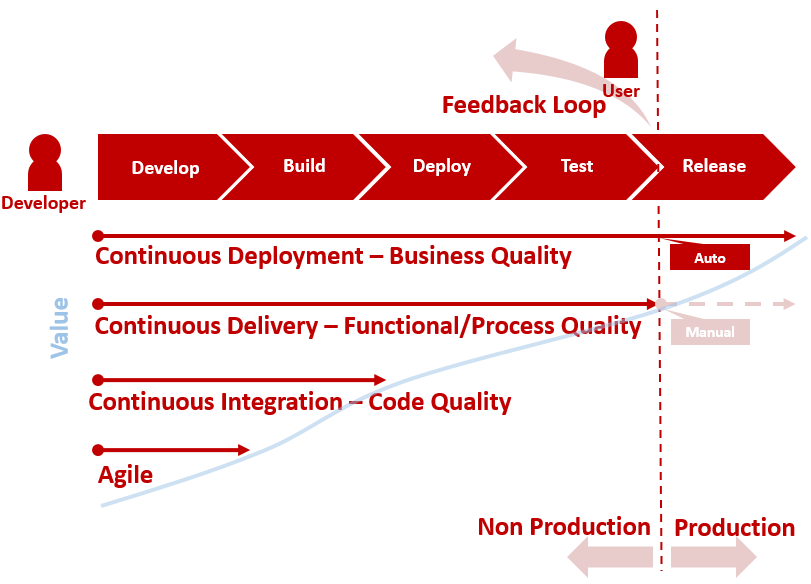 User
Feedback Loop
Developer
Develop
Build
Deploy
Test
Release
Continuous Deployment – Business Quality
Auto
Value
Continuous Delivery – Functional/Process Quality
Manual
Continuous Integration – Code Quality
Agile
Non Production
Production